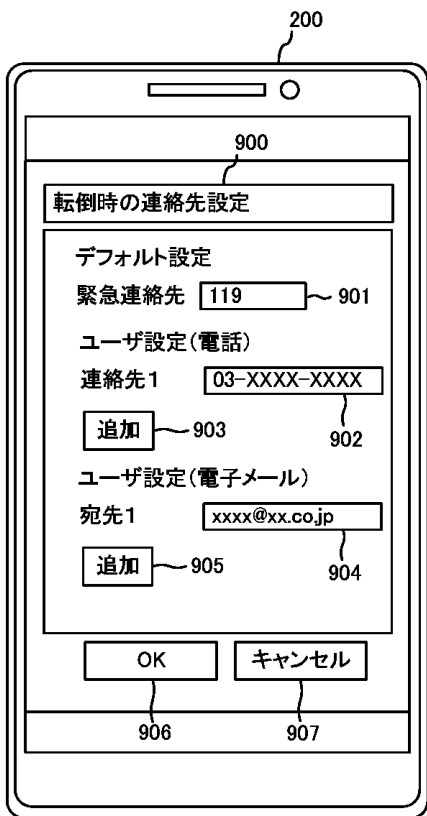 200
900
転倒時の連絡先設定
デフォルト設定
緊急連絡先 119 901
ユーザ設定(電話)
連絡先1 03-XXXX-XXXX
追加 903 902
ユーザ設定(電子メール)
宛先1 xxxx@xx.co.jp
追加 905 904
OK キャンセル
906 907